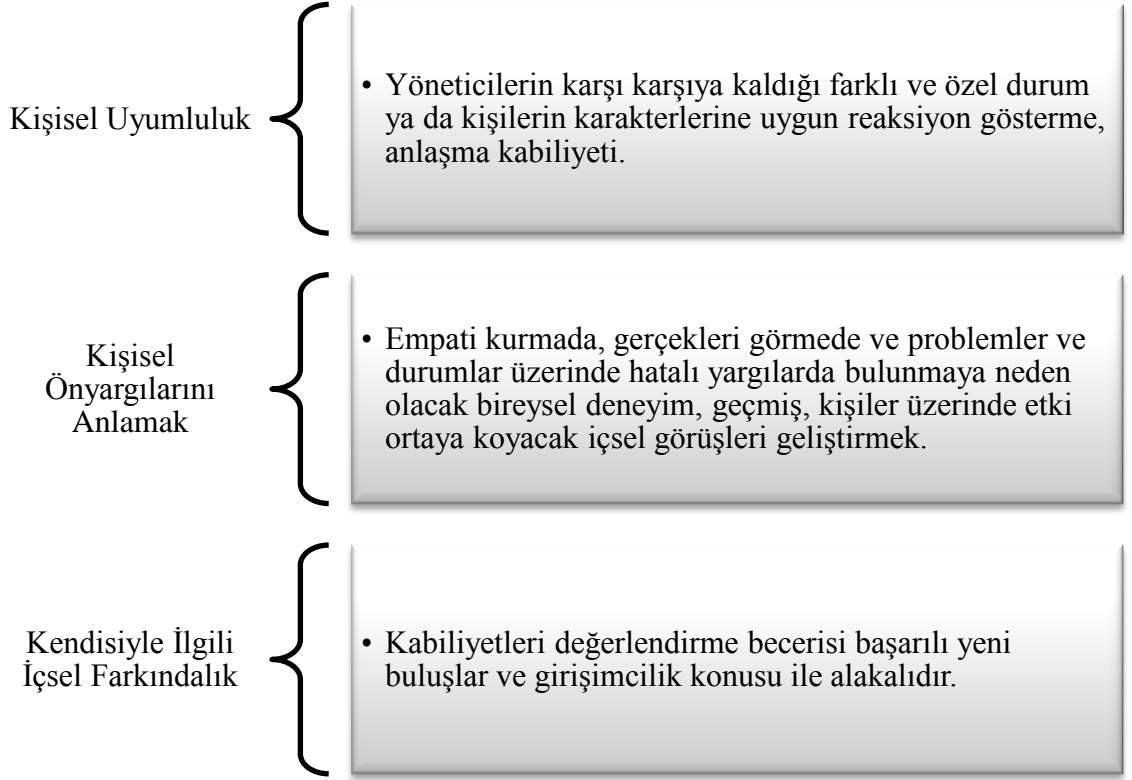 Kişisel Uyumluluk
• Yöneticilerin karşı karşıya kaldığı farklı ve özel durum
ya da kişilerin karakterlerine uygun reaksiyon gösterme,
anlaşma kabiliyeti.
Kişisel
Önyargılarını
Anlamak
• Empati kurmada, gerçekleri görmede ve problemler ve
durumlar üzerinde hatalı yargılarda bulunmaya neden
olacak bireysel deneyim, geçmiş, kişiler üzerinde etki
ortaya koyacak içsel görüşleri geliştirmek.
Kendisiyle İlgili
İçsel Farkındalık
• Kabiliyetleri değerlendirme becerisi başarılı yeni
buluşlar ve girişimcilik konusu ile alakalıdır.